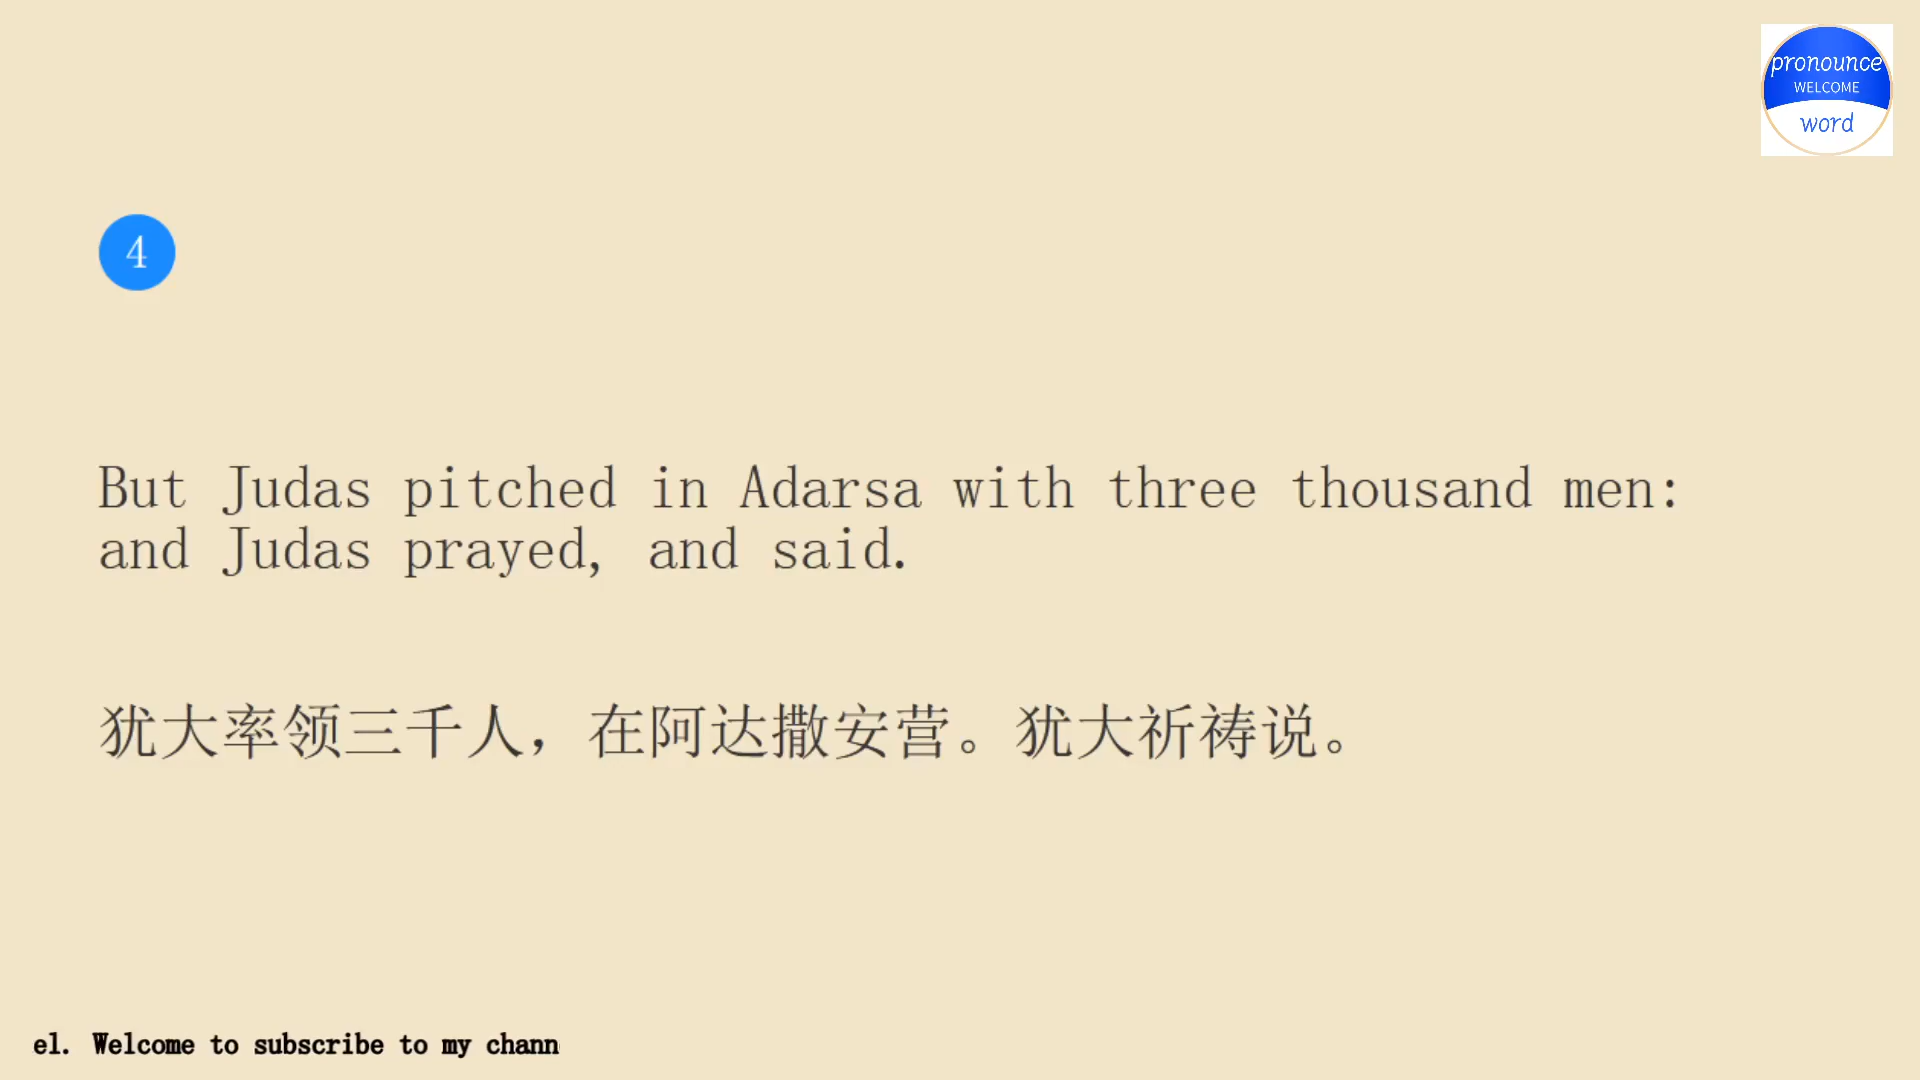 pronounce
WELCOME
word
4
But Judas pitched in Adarsa with three thousand men:
and Judas prayed, and said.
犹大率领三千人，在阿达撒安营。犹大祈祷说。
el. Welcome to subscribe to my chann